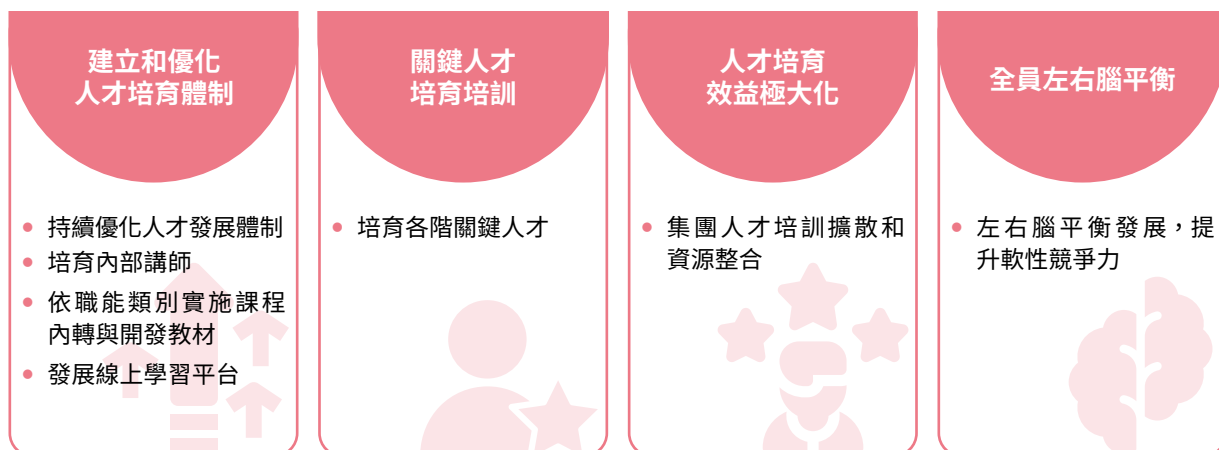 建立和優化
人才培育體制
持續優化人才發展體制
培育內部講師
依職能類別實施課程
內轉與開發教材
發展線上學習平台
關鍵人才
培育培訓
培育各階關鍵人才
人才培育
效益極大化
集團人才培訓擴散和
資源整合
全員左右腦平衡
左右腦平衡發展，提
升軟性競爭力